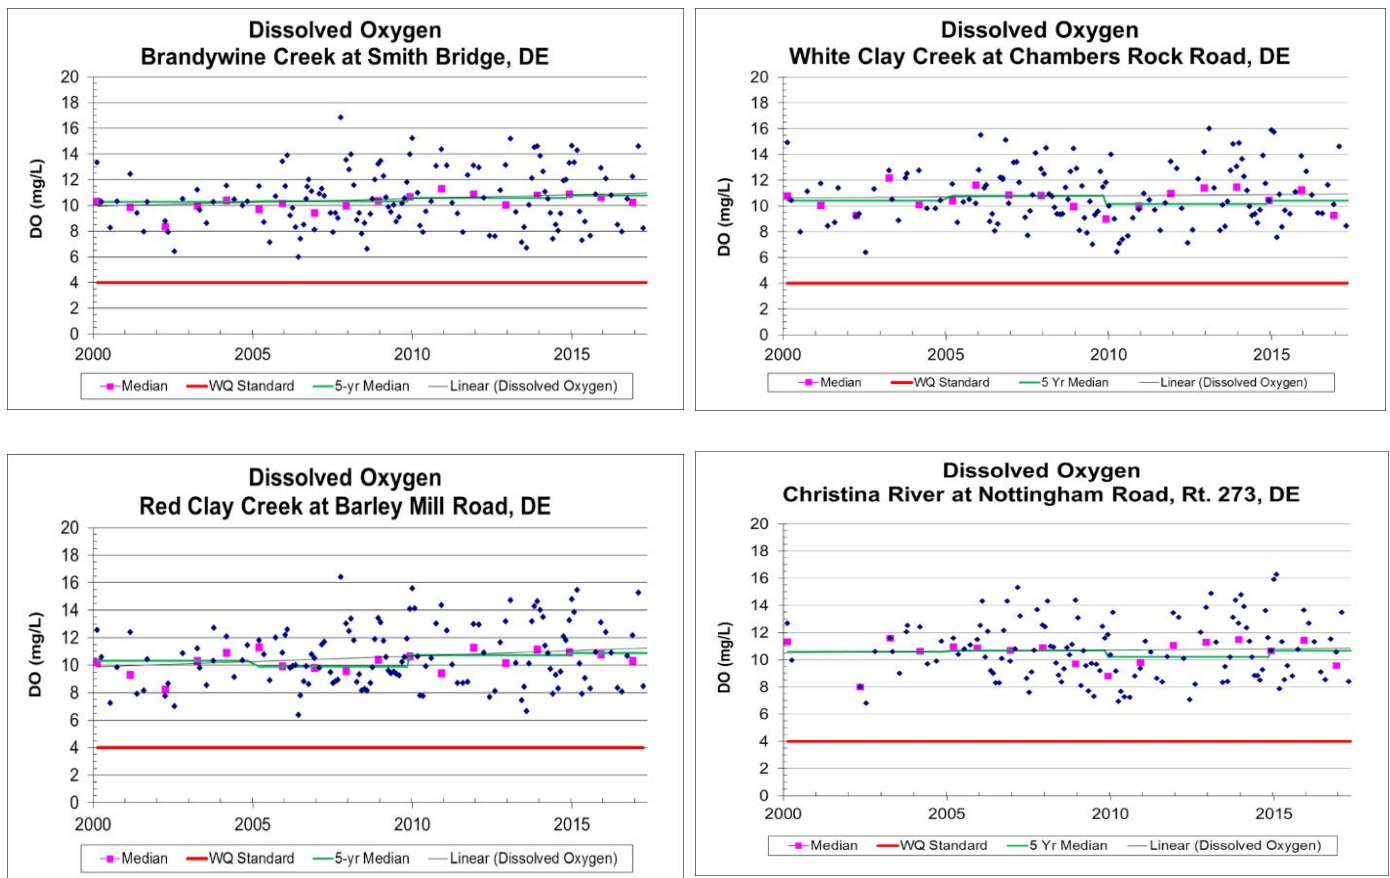 Dissolved Oxygen
Brandywine Creek at Smith Bridge, DE
DO (mg/L)
20
18
16
14
12
10
8
6
4
2
0
2000 2005 2010 2015
Median WQ Standard 5-yr Median Linear (Dissolved Oxygen)
Dissolved Oxygen
White Clay Creek at Chambers Rock Road, DE
DO (mg/L)
20
18
16
14
12
10
8
6
4
2
0
2000 2005 2010 2015
Median WQ Standard 5 Yr Median Linear (Dissolved Oxygen)
Dissolved Oxygen
Red Clay Creek at Barley Mill Road, DE
DO (mg/L)
20
18
16
14
12
10
8
6
4
2
0
2000 2005 2010 2015
Median WQ Standard 5-yr Median Linear (Dissolved Oxygen)
Dissolved Oxygen
Christina River at Nottingham Road, Rt. 273, DE
DO (mg/L)
20
18
16
14
12
10
8
6
4
2
0
2000 2005 2010 2015
Median WQ Standard 5 Yr Median Linear (Dissolved Oxygen)